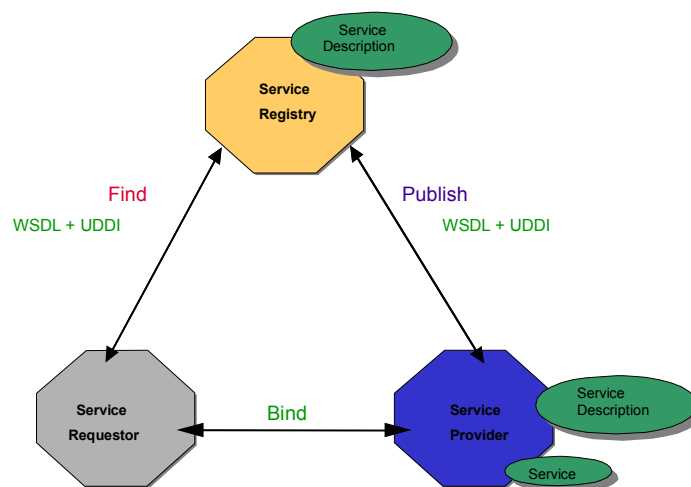 Service
Description
Service
Registry
Find
Publish
WSDL + UDDI
WSDL + UDDI
Service
Requestor
Bind
Service
Provider
Service
Description
Service